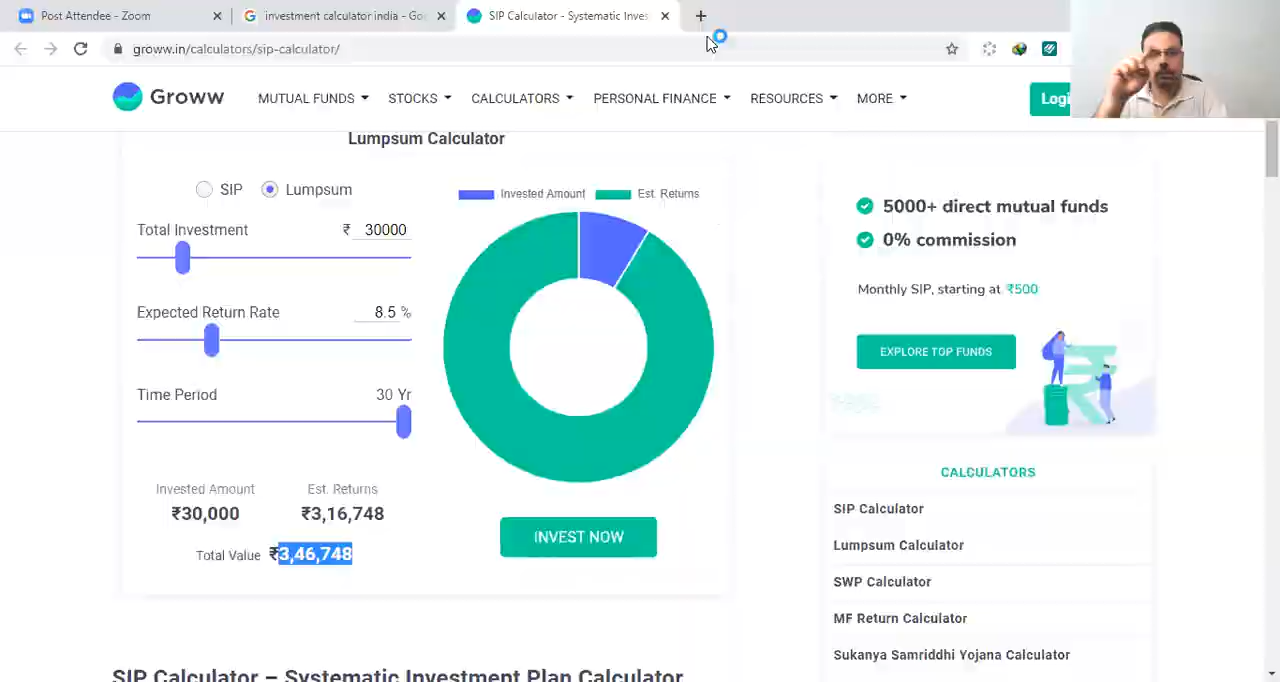 Post Attendee - Zoom
investment calculator india - Goo
SIP Calculator - Systematic Inves
groww.in/calculators/sip-calculator/
Groww
MUTUAL FUNDS
STOCKS
CALCULATORS
PERSONAL FINANCE
RESOURCES
MORE
Logi
Lumpsum Calculator
SIP
Lumpsum
Total Investment ₹ 30000
Expected Return Rate 8.5 %
Time Period 30 Yr
Invested Amount Est. Returns
₹30,000 ₹3,16,748
Total Value ₹3,46,748
Invested Amount Est. Returns
INVEST NOW
5000+ direct mutual funds
0% commission
Monthly SIP, starting at ₹500
EXPLORE TOP FUNDS
CALCULATORS
SIP Calculator
Lumpsum Calculator
SWP Calculator
MF Return Calculator
Sukanya Samriddhi Yojana Calculator
SIP Calculator – Systematic Investment Plan Calculator